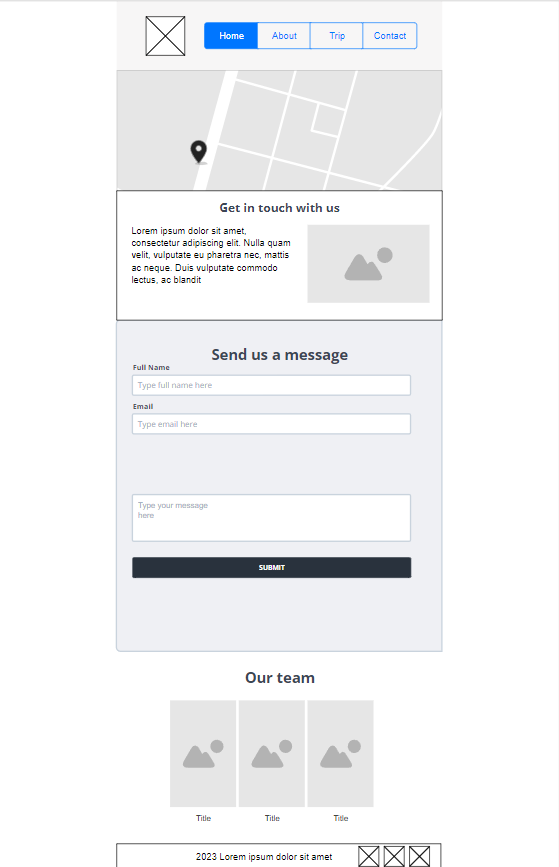 Home
About
Trip
Contact
Get in touch with us
Lorem ipsum dolor sit amet,
consectetur adipiscing elit. Nulla quam
velit, vulputate eu pharetra nec, mattis
ac neque. Duis vulputate commodo
lectus, ac blandit
Send us a message
Full Name
Type full name here
Email
Type email here
Type your message
here
SUBMIT
Our team
Title
Title
Title
2023 Lorem ipsum dolor sit amet